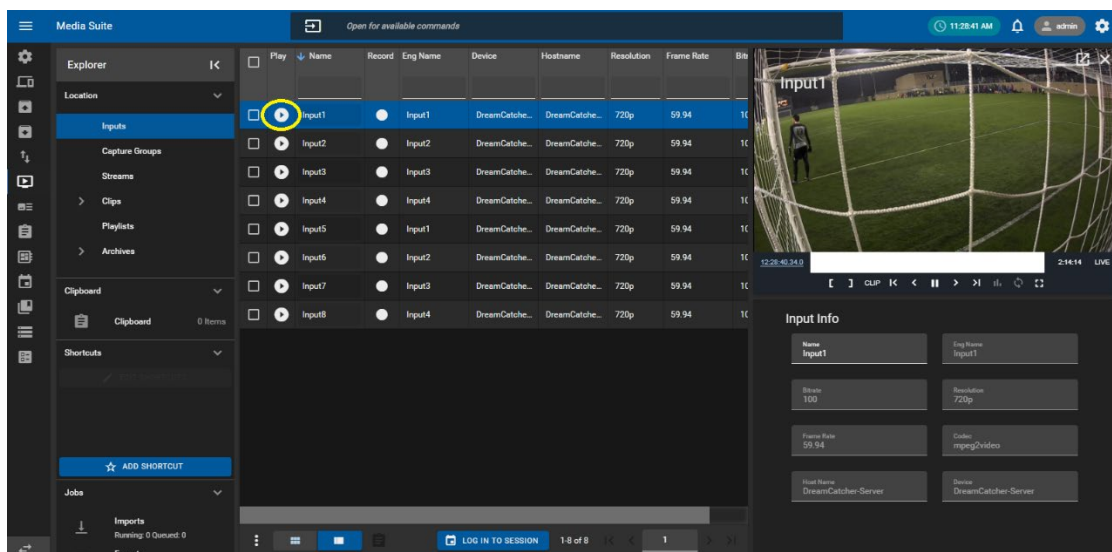 Media Suite
Open for available commands
11:28:41 AM
admin
Explorer
Location
Inputs
Capture Groups
Streams
Clips
Playlists
Archives
Clipboard
Clipboard 0 Items
Shortcuts
ADD SHORTCUT
Jobs
Imports
Running: 0 Queued: 0
Play Name Record Eng Name Device Hostname Resolution Frame Rate
Input1 Input1 DreamCatche... DreamCatche... 720p 59.94
Input2 Input2 DreamCatche... DreamCatche... 720p 59.94
Input3 Input3 DreamCatche... DreamCatche... 720p 59.94
Input4 Input4 DreamCatche... DreamCatche... 720p 59.94
Input5 Input1 DreamCatche... DreamCatche... 720p 59.94
Input6 Input2 DreamCatche... DreamCatche... 720p 59.94
Input7 Input3 DreamCatche... DreamCatche... 720p 59.94
Input8 Input4 DreamCatche... DreamCatche... 720p 59.94
LOG IN TO SESSION 1-8 of 8 1
Input1
12:28:40.34.0 2:14:14 LIVE
[ ] CLIP
Input Info
Name
Input1
Eng Name
Input1
Bitrate
100
Resolution
720p
Frame Rate
59.94
Codec
mpeg2video
Host Name
DreamCatcher-Server
Device
DreamCatcher-Server